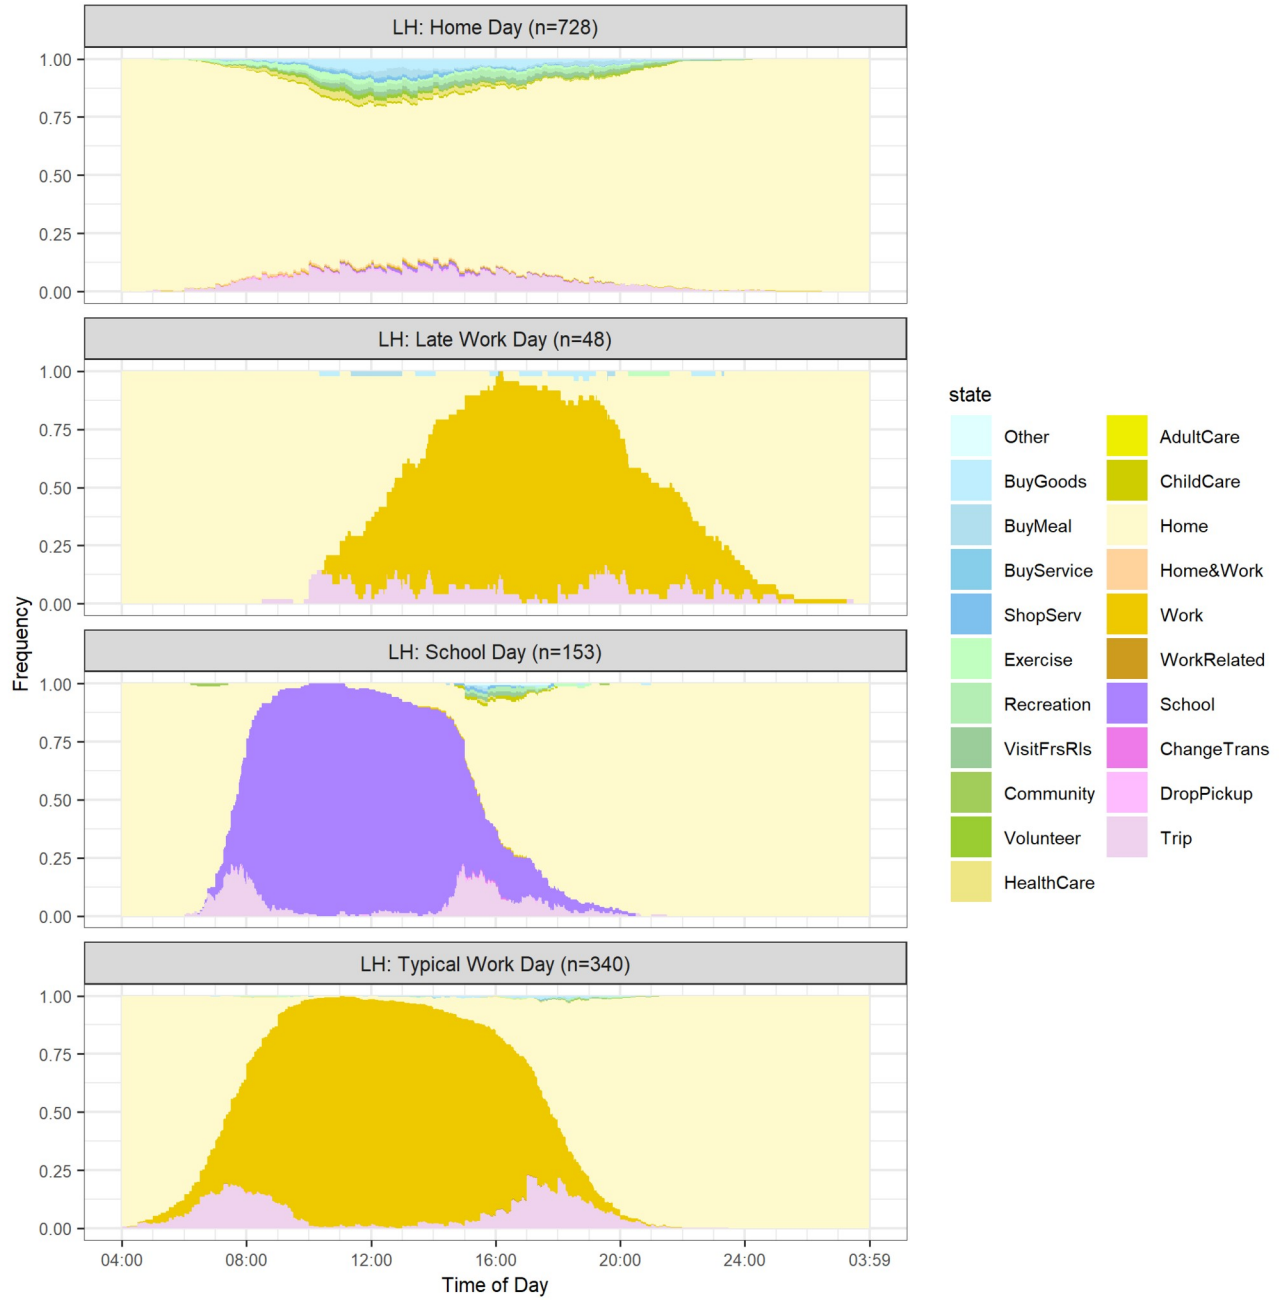 LH: Home Day (n=728)
1.00
0.75
0.50
0.25
0.00
LH: Late Work Day (n=48)
1.00
0.75
0.50
0.25
0.00
LH: School Day (n=153)
1.00
0.75
0.50
0.25
0.00
LH: Typical Work Day (n=340)
1.00
0.75
0.50
0.25
0.00
04:00 08:00 12:00 16:00 20:00 24:00 03:59
Time of Day
Frequency
state
Other
BuyGoods
BuyMeal
BuyService
ShopServ
Exercise
Recreation
VisitFrsRls
Community
Volunteer
HealthCare
AdultCare
ChildCare
Home
Home&Work
Work
WorkRelated
School
ChangeTrans
DropPickup
Trip